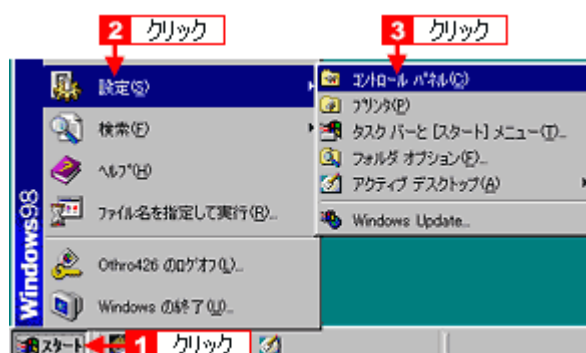 2 クリック
3 クリック
設定(S)
検索(F)
ヘルプ(H)
ファイル名を指定して実行(R)...
Othro426 のログオフ(L)...
Windows の終了(U)...
Windows98
コントロール パネル(C)
プリンタ(P)
タスク バーと [スタート] メニュー(T)...
フォルダ オプション(F)...
アクティブ デスクトップ(A)
Windows Update...
スタート
1 クリック